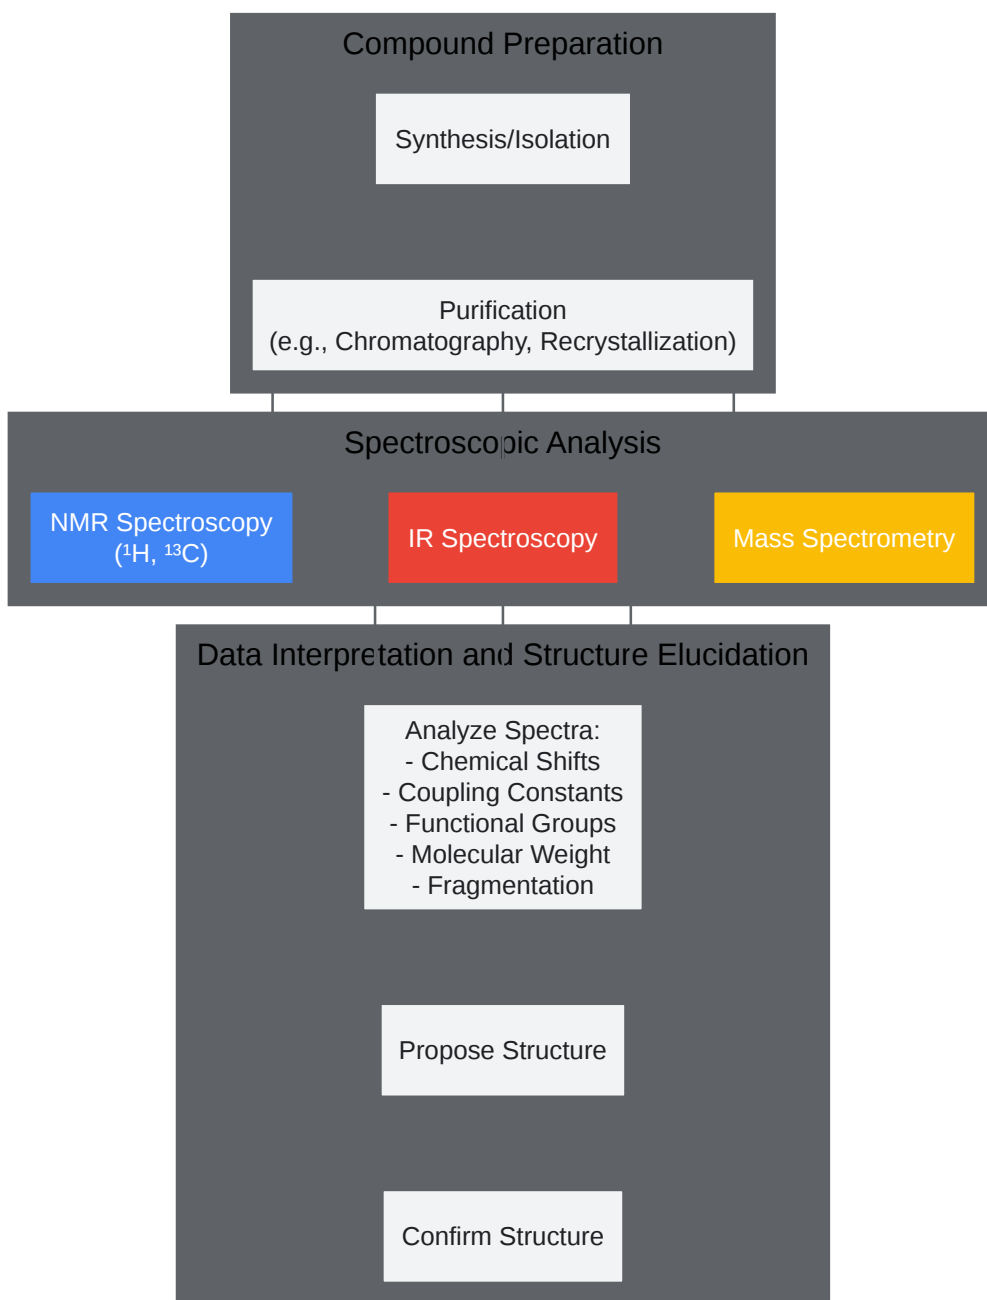 Compound Preparation
Synthesis/Isolation
Purification
(e.g., Chromatography, Recrystallization)
Spectroscopic Analysis
NMR Spectroscopy
(¹H, ¹³C)
IR Spectroscopy
Mass Spectrometry
Data Interpretation and Structure Elucidation
Analyze Spectra:
- Chemical Shifts
- Coupling Constants
- Functional Groups
- Molecular Weight
- Fragmentation
Propose Structure
Confirm Structure